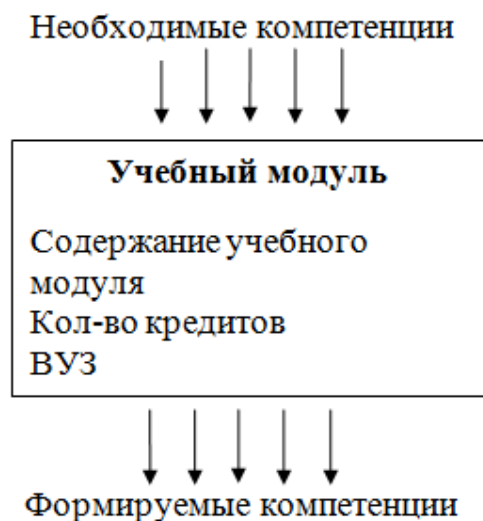 Необходимые компетенции
Учебный модуль
Содержание учебного
модуля
Кол-во кредитов
ВУЗ
Формируемые компетенции